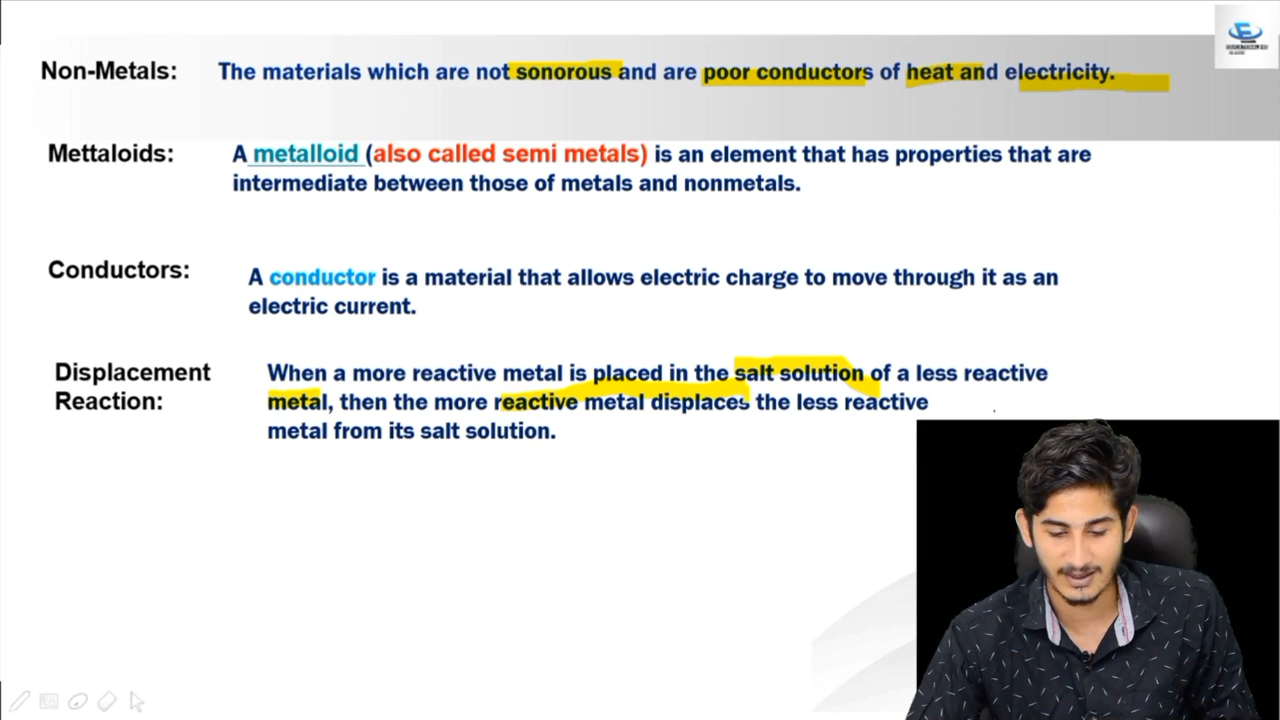 Non-Metals: The materials which are not sonorous and are poor conductors of heat and electricity.
Mettaloids: A metalloid (also called semi metals) is an element that has properties that are
intermediate between those of metals and nonmetals.
Conductors: A conductor is a material that allows electric charge to move through it as an
electric current.
Displacement When a more reactive metal is placed in the salt solution of a less reactive
Reaction: metal, then the more reactive metal displaces the less reactive
metal from its salt solution.